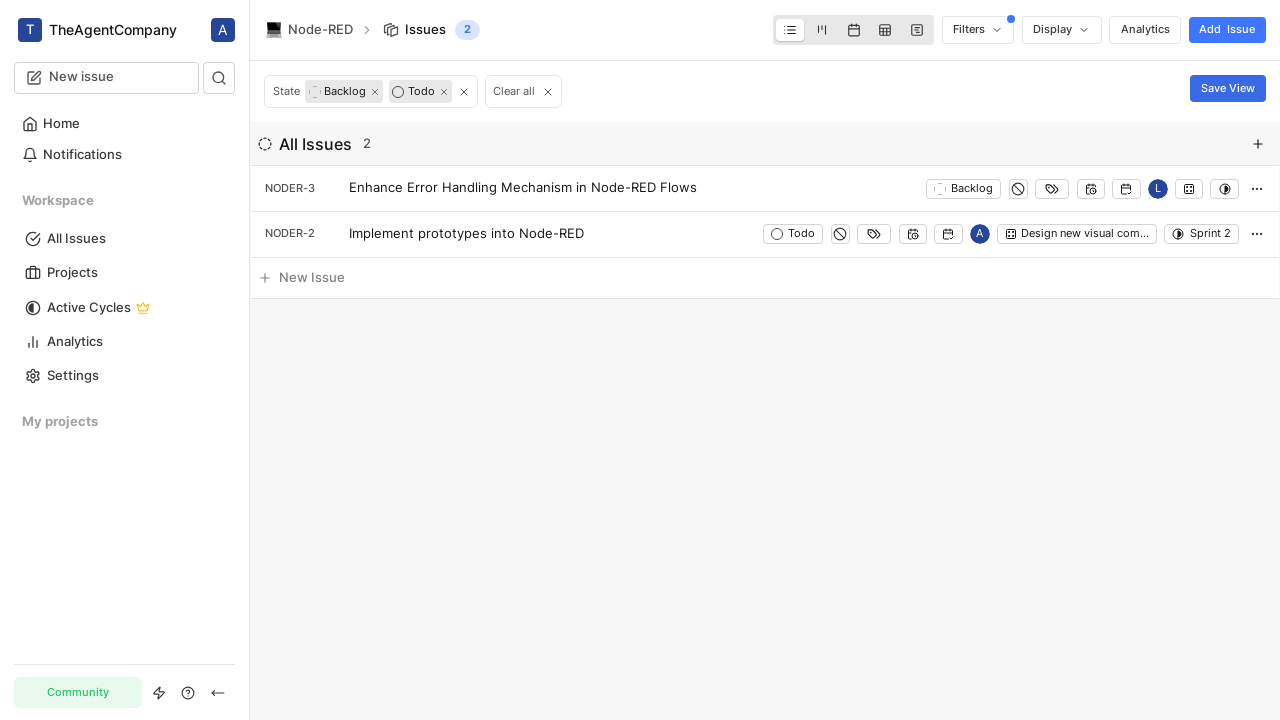 T TheAgentCompany A
New issue
Home
Notifications
Workspace
All Issues
Projects
Active Cycles
Analytics
Settings
My projects
Community
Node-RED Issues 2
Filters Display Analytics Add Issue
State Backlog Todo Clear all Save View
All Issues 2
NODER-3 Enhance Error Handling Mechanism in Node-RED Flows Backlog L
NODER-2 Implement prototypes into Node-RED Todo A Design new visual com... Sprint 2
New Issue